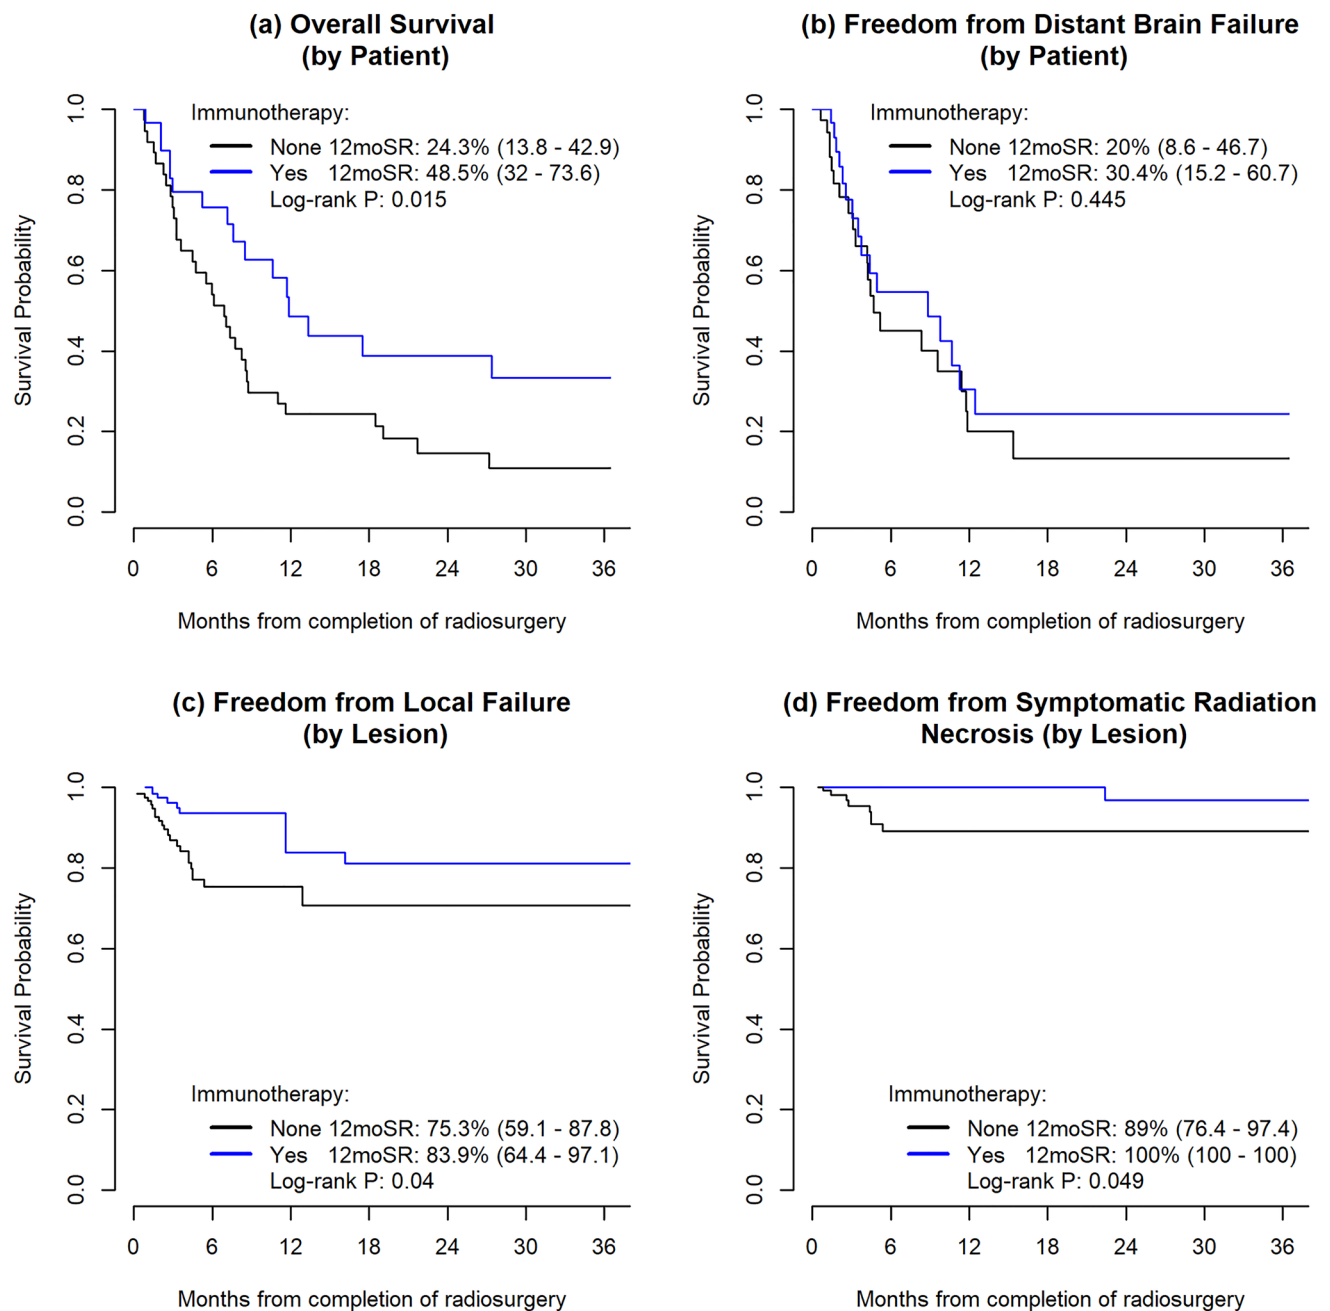 (a) Overall Survival
(by Patient)
Survival Probability
1.0
0.8
0.6
0.4
0.2
0.0
Immunotherapy:
None 12moSR: 24.3% (13.8 - 42.9)
Yes 12moSR: 48.5% (32 - 73.6)
Log-rank P: 0.015
0 6 12 18 24 30 36
Months from completion of radiosurgery
(b) Freedom from Distant Brain Failure
(by Patient)
Survival Probability
1.0
0.8
0.6
0.4
0.2
0.0
Immunotherapy:
None 12moSR: 20% (8.6 - 46.7)
Yes 12moSR: 30.4% (15.2 - 60.7)
Log-rank P: 0.445
0 6 12 18 24 30 36
Months from completion of radiosurgery
(c) Freedom from Local Failure
(by Lesion)
Survival Probability
1.0
0.8
0.6
0.4
0.2
0.0
Immunotherapy:
None 12moSR: 75.3% (59.1 - 87.8)
Yes 12moSR: 83.9% (64.4 - 97.1)
Log-rank P: 0.04
0 6 12 18 24 30 36
Months from completion of radiosurgery
(d) Freedom from Symptomatic Radiation
Necrosis (by Lesion)
Survival Probability
1.0
0.8
0.6
0.4
0.2
0.0
Immunotherapy:
None 12moSR: 89% (76.4 - 97.4)
Yes 12moSR: 100% (100 - 100)
Log-rank P: 0.049
0 6 12 18 24 30 36
Months from completion of radiosurgery